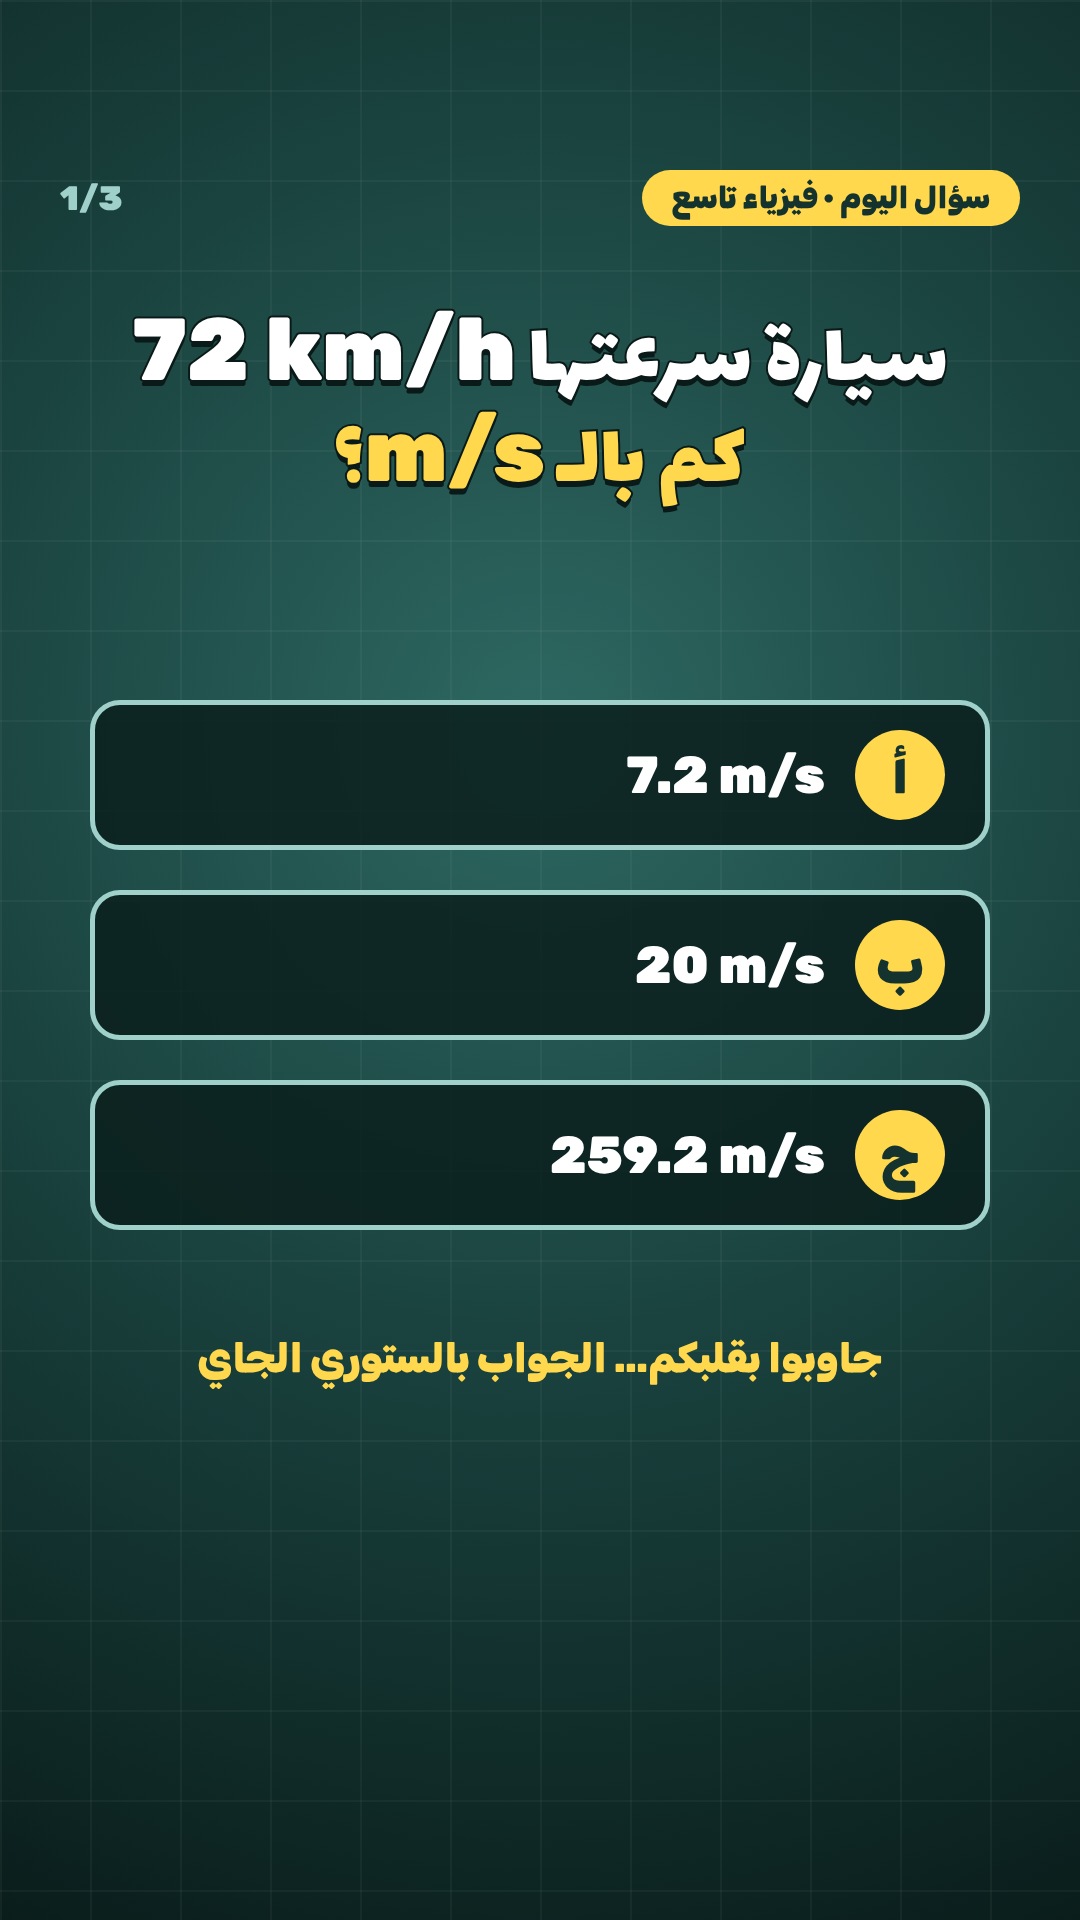 سؤال اليوم • فيزياء تاسع
1/3
سيارة سرعتها 72 km/h
كم بالـ m/s؟
أ 7.2 m/s
ب 20 m/s
ج 259.2 m/s
جاوبوا بقلبكم... الجواب بالستوري الجاي